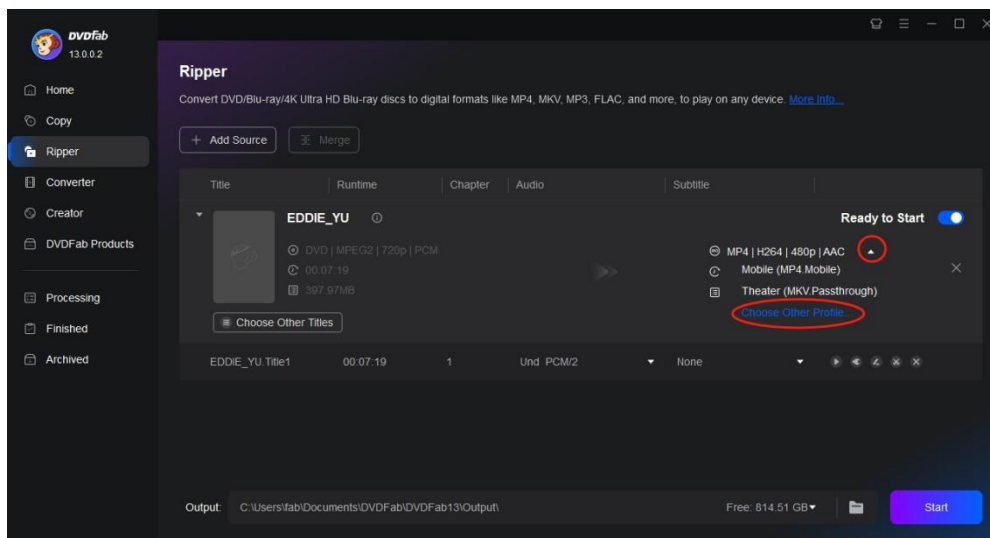 DVDFab
13.0.0.2
Home
Copy
Ripper
Converter
Creator
DVDFab Products
Processing
Finished
Archived
Ripper
Convert DVD/Blu-ray/4K Ultra HD Blu-ray discs to digital formats like MP4, MKV, MP3, FLAC, and more, to play on any device. More Info...
+ Add Source
Merge
Title Runtime Chapter Audio Subtitle
EDDIE_YU
Ready to Start
DVD | MPEG2 | 720p | PCM
00:07:19
397.97MB
MP4 | H264 | 480p | AAC
Mobile (MP4.Mobile)
Theater (MKV.Passthrough)
Choose Other Profile...
Choose Other Titles
EDDIE_YU.Title1 00:07:19 1 Und PCM/2 None
Output: C:\Users\fab\Documents\DVDFab\DVDFab13\Output\ Free: 814.51 GB
Start